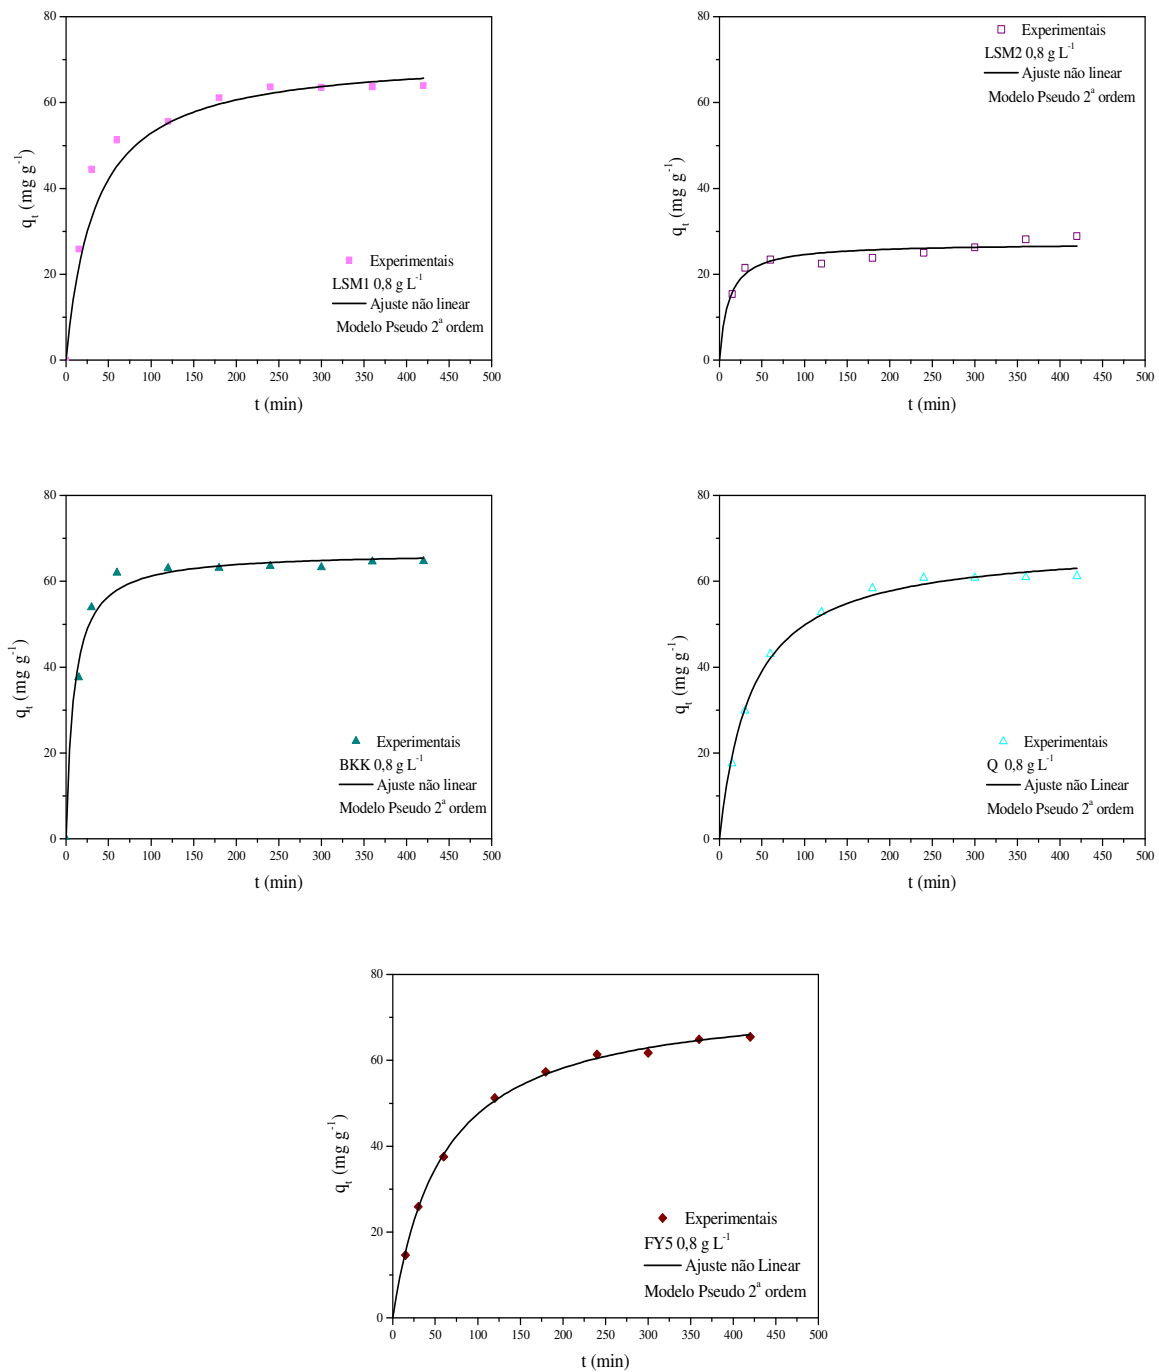 80
60
40
20
0
q_t (mg g^-1)
Experimentais
LSM1 0,8 g L^-1
Ajuste não linear
Modelo Pseudo 2^a ordem
0 50 100 150 200 250 300 350 400 450 500
t (min)
80
60
40
20
0
q_t (mg g^-1)
Experimentais
LSM2 0,8 g L^-1
Ajuste não linear
Modelo Pseudo 2^a ordem
0 50 100 150 200 250 300 350 400 450 500
t (min)
80
60
40
20
0
q_t (mg g^-1)
Experimentais
BKK 0,8 g L^-1
Ajuste não linear
Modelo Pseudo 2^a ordem
0 50 100 150 200 250 300 350 400 450 500
t (min)
80
60
40
20
0
q_t (mg g^-1)
Experimentais
Q 0,8 g L^-1
Ajuste não Linear
Modelo Pseudo 2^a ordem
0 50 100 150 200 250 300 350 400 450 500
t (min)
80
60
40
20
0
q_t (mg g^-1)
Experimentais
FY5 0,8 g L^-1
Ajuste não Linear
Modelo Pseudo 2^a ordem
0 50 100 150 200 250 300 350 400 450 500
t (min)